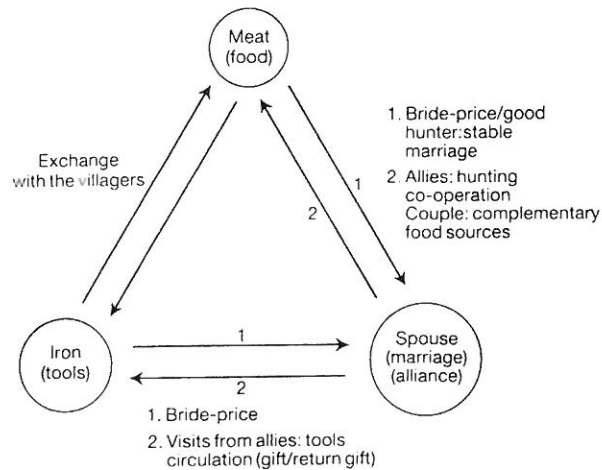 Meat
(food)
1. Bride-price/good
hunter:stable
marriage
2. Allies: hunting
co-operation
Couple: complementary
food sources
Exchange
with the villagers
1
2
Iron
(tools)
1
2
Spouse
(marriage)
(alliance)
1. Bride-price
2. Visits from allies: tools
circulation (gift/return gift)